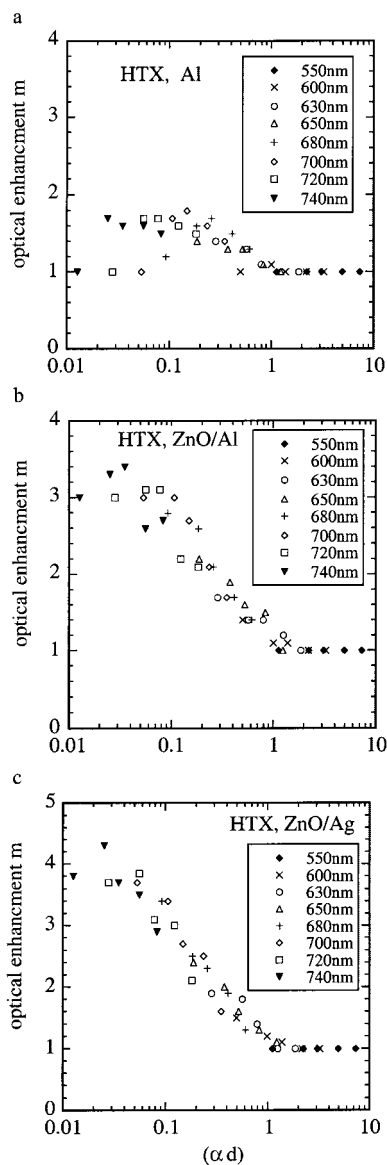 a
4
HTX, Al
550nm
600nm
630nm
650nm
680nm
700nm
720nm
740nm
3
2
1
0
optical enhancment m
0.01
0.1
1
10
b
4
HTX, ZnO/Al
550nm
600nm
630nm
650nm
680nm
700nm
720nm
740nm
3
2
1
0
optical enhancment m
0.01
0.1
1
10
c
5
HTX, ZnO/Ag
550nm
600nm
630nm
650nm
680nm
700nm
720nm
740nm
4
3
2
1
0
optical enhancment m
0.01
0.1
1
10
(α d)